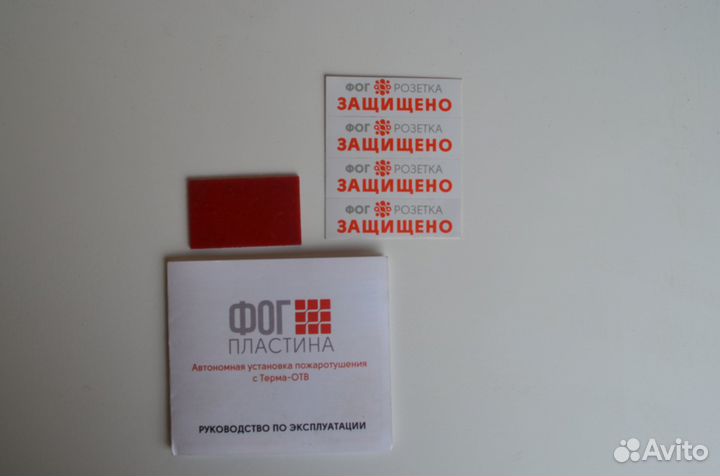 ФОГ РОЗЕТКА
ЗАЩИЩЕНО
ФОГ РОЗЕТКА
ЗАЩИЩЕНО
ФОГ РОЗЕТКА
ЗАЩИЩЕНО
ФОГ РОЗЕТКА
ЗАЩИЩЕНО
ФОГ
ПЛАСТИНА
Автономная установка пожаротушения
с Терма-ОТВ
РУКОВОДСТВО ПО ЭКСПЛУАТАЦИИ
Avito